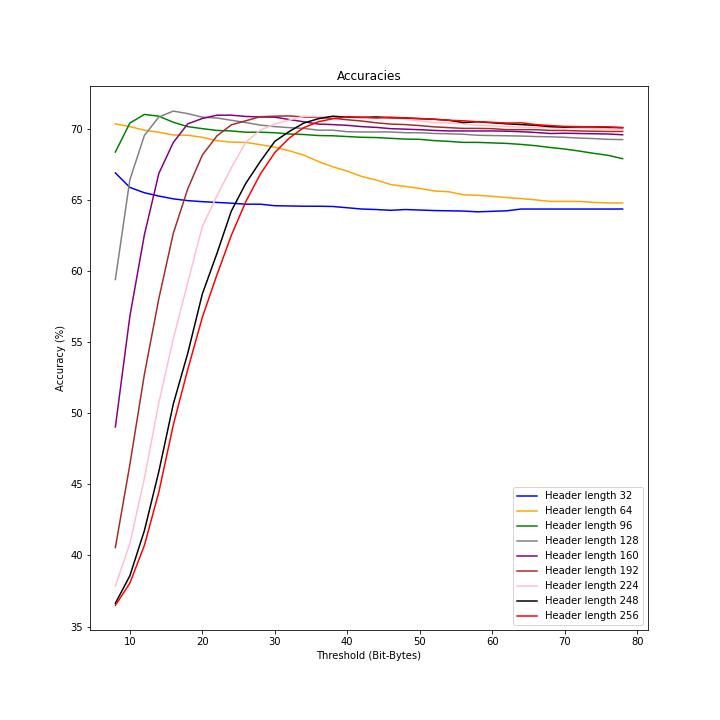 Accuracies
Accuracy (%)
70
65
60
55
50
45
40
35
10 20 30 40 50 60 70 80
Threshold (Bit-Bytes)
Header length 32
Header length 64
Header length 96
Header length 128
Header length 160
Header length 192
Header length 224
Header length 248
Header length 256